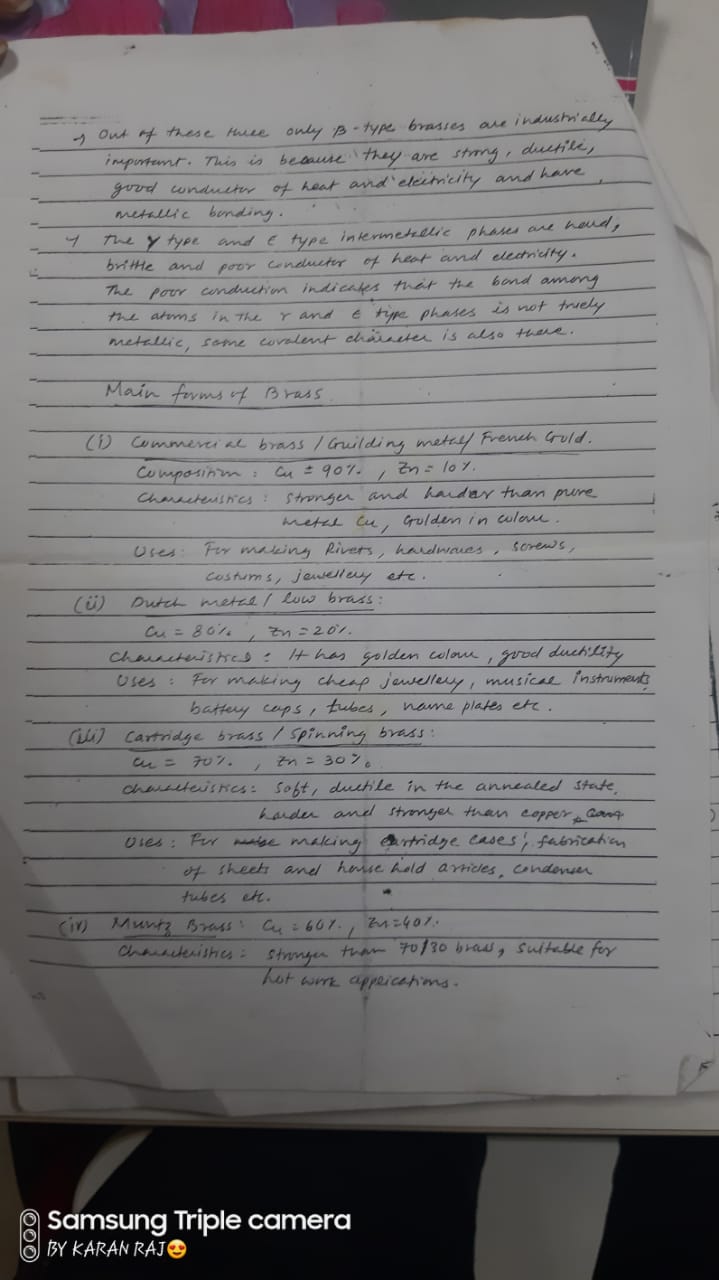 → Out of these three only β-type brasses are industrially
important. This is because they are strong, ductile,
good conductor of heat and electricity and have
metallic bonding.
→ The γ type and ε type intermetallic phases are hard,
brittle and poor conductor of heat and electricity.
The poor conduction indicates that the bond among
the atoms in the γ and ε type phases is not truely
metallic, some covalent character is also there.
Main forms of Brass
(i) Commercial brass / Guilding metal / French Gold.
Composition : Cu = 90%. , Zn = 10%.
Characteristics : Stronger and harder than pure
metal Cu, Golden in colour.
Uses: For making Rivets, hardwares, screws,
costums, jewellery etc.
(ii) Dutch metal / low brass:
Cu = 80% , Zn = 20%.
Characteristics : It has golden colour, good ductility
Uses : For making cheap jewellery, musical instruments
battery caps, tubes, name plates etc.
(iii) Cartridge brass / Spinning brass:
Cu = 70%. , Zn = 30%.
Characteristics: Soft, ductile in the annealed state,
harder and stronger than copper
Uses : For making cartridge cases, fabrication
of sheets and house hold articles, condenser
tubes etc.
(iv) Muntz Brass: Cu = 60%. , Zn = 40%.
Characteristics : Stronger than 70/30 brass, suitable for
hot work appications.
Samsung Triple camera
BY KARAN RAJ😍